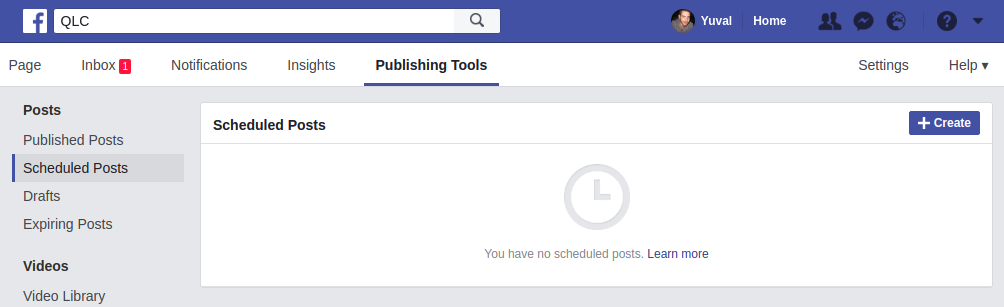 f QLC Yuval Home ?
Page Inbox 1 Notifications Insights Publishing Tools Settings Help ▾
Posts
Published Posts
Scheduled Posts
Drafts
Expiring Posts
Videos
Video Library
Scheduled Posts + Create
You have no scheduled posts. Learn more